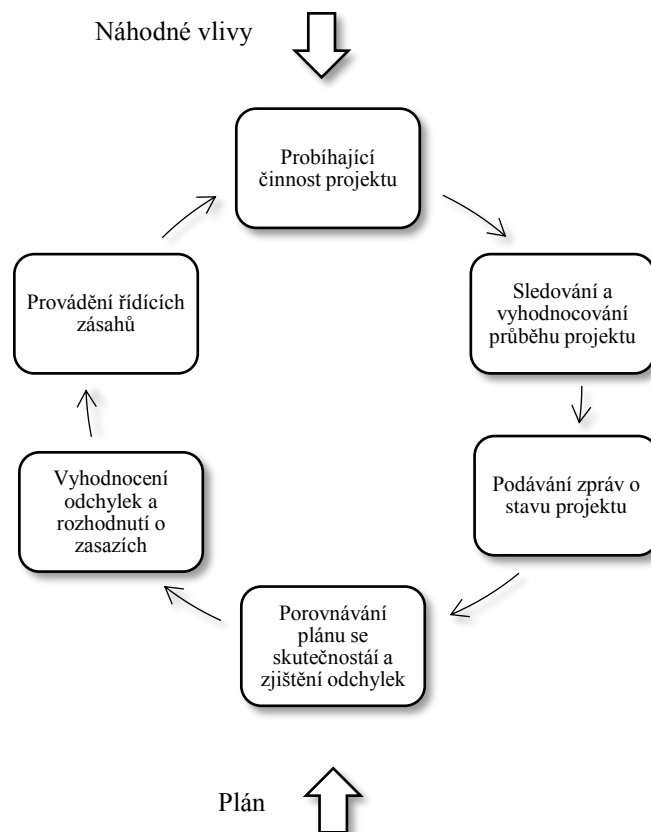 Náhodné vlivy
Probíhající
činnost projektu
Sledování a
vyhodnocování
průběhu projektu
Podávání zpráv o
stavu projektu
Porovnávání
plánu se
skutečnostáí a
zjištění odchylek
Vyhodnocení
odchylek a
rozhodnutí o
zasazích
Provádění řídících
zásahů
Plán